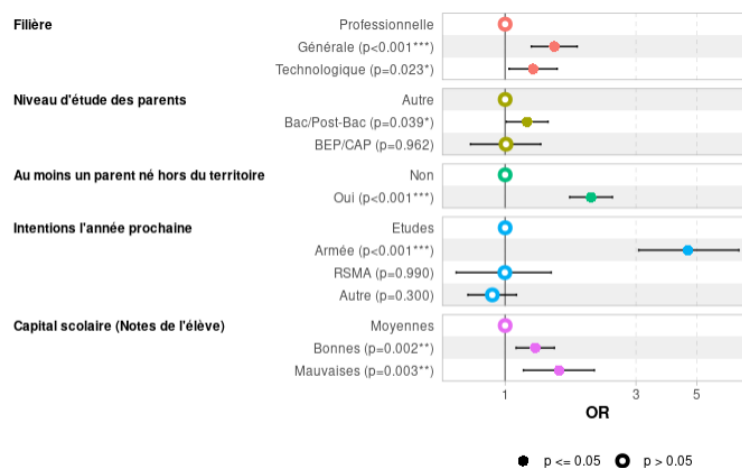 Filière
Professionnelle
Générale (p<0.001***)
Technologique (p=0.023*)
Niveau d'étude des parents
Autre
Bac/Post-Bac (p=0.039*)
BEP/CAP (p=0.962)
Au moins un parent né hors du territoire
Non
Oui (p<0.001***)
Intentions l'année prochaine
Etudes
Armée (p<0.001***)
RSMA (p=0.990)
Autre (p=0.300)
Capital scolaire (Notes de l'élève)
Moyennes
Bonnes (p=0.002**)
Mauvaises (p=0.003**)
1 3 5
OR
p <= 0.05 p > 0.05